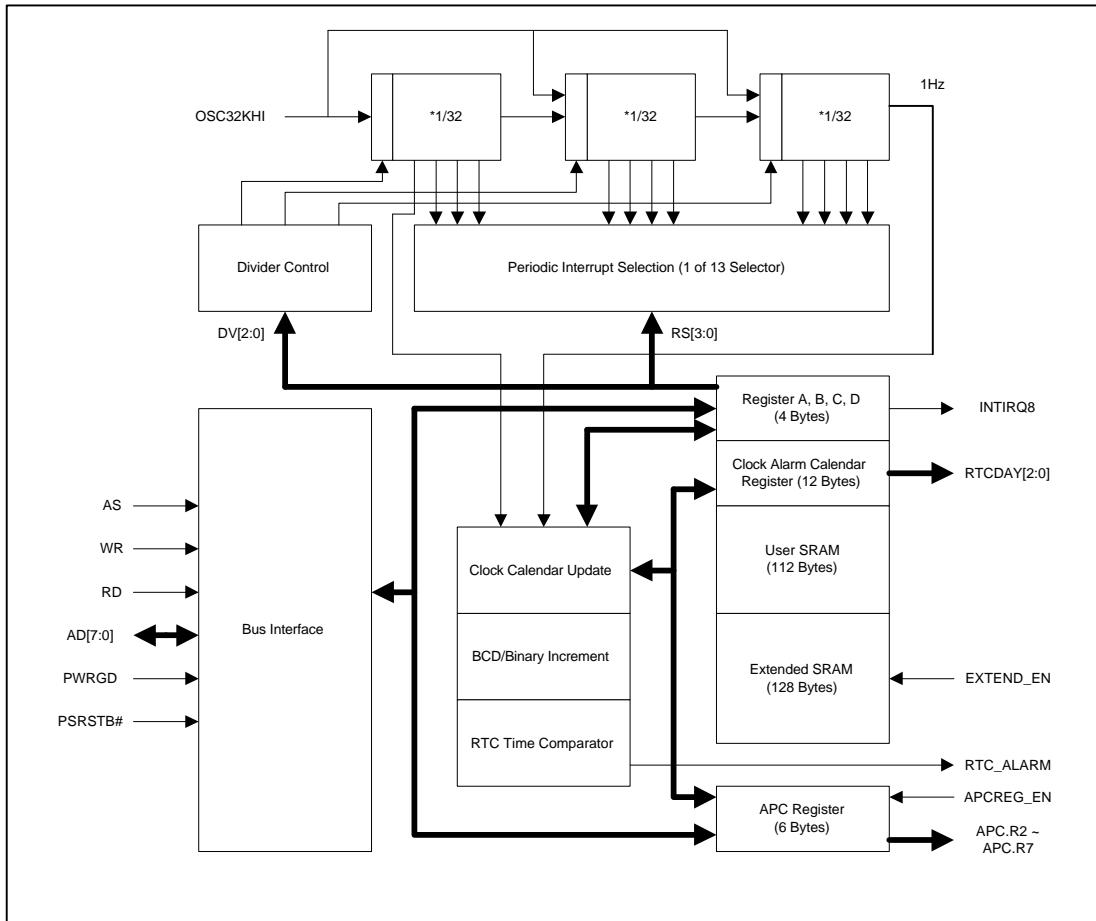 1Hz
OSC32KHI
*1/32
*1/32
*1/32
Divider Control
Periodic Interrupt Selection (1 of 13 Selector)
DV[2:0]
RS[3:0]
Register A, B, C, D
(4 Bytes)
INTIRQ8
Clock Alarm Calendar
Register (12 Bytes)
RTCDAY[2:0]
AS
WR
RD
AD[7:0]
PWRGD
PSRSTB#
Bus Interface
Clock Calendar Update
BCD/Binary Increment
RTC Time Comparator
User SRAM
(112 Bytes)
Extended SRAM
(128 Bytes)
EXTEND_EN
RTC_ALARM
APCREG_EN
APC Register
(6 Bytes)
APC.R2 ~
APC.R7